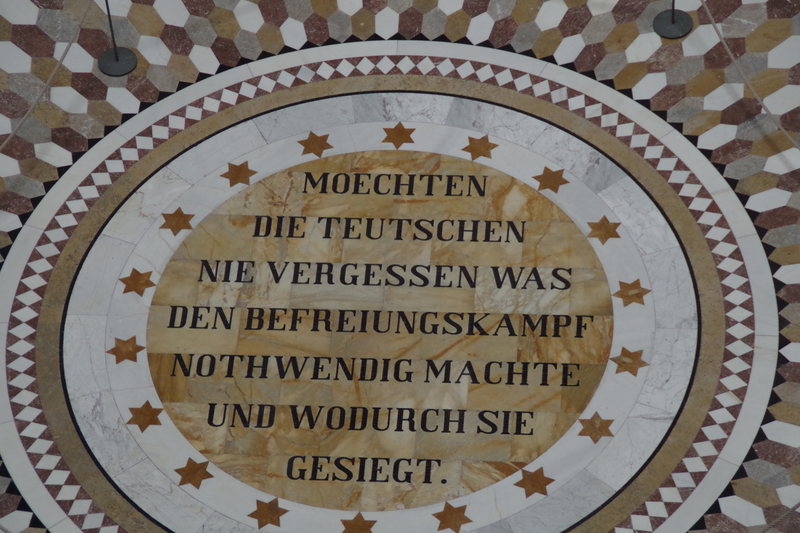 MOECHTEN
DIE TEUTSCHEN
NIE VERGESSEN WAS
DEN BEFREIUNGSKAMPF
NOTHWENDIG MACHTE
UND WODURCH SIE
GESIEGT.